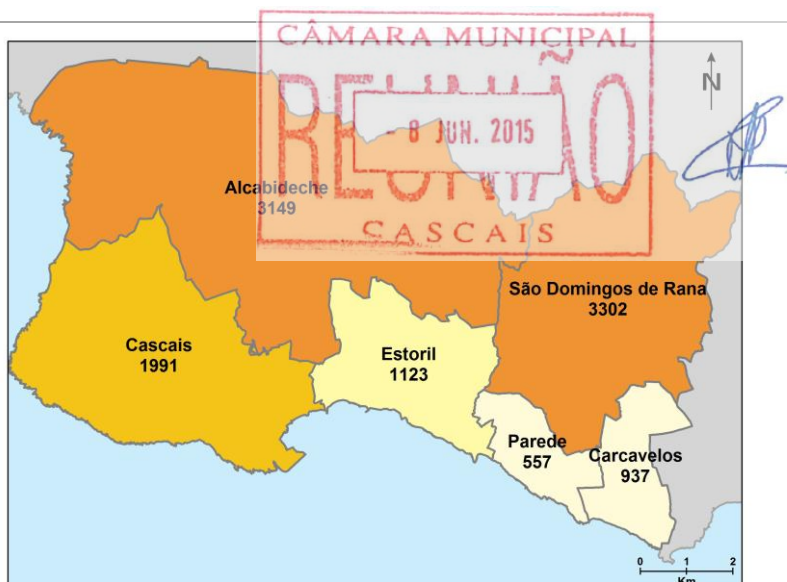 CÂMARA MUNICIPAL
REUNIÃO
- 8 JUN. 2015
CASCAIS
N
Alcabideche
3149
São Domingos de Rana
3302
Cascais
1991
Estoril
1123
Parede
557
Carcavelos
937
0 1 2
Km